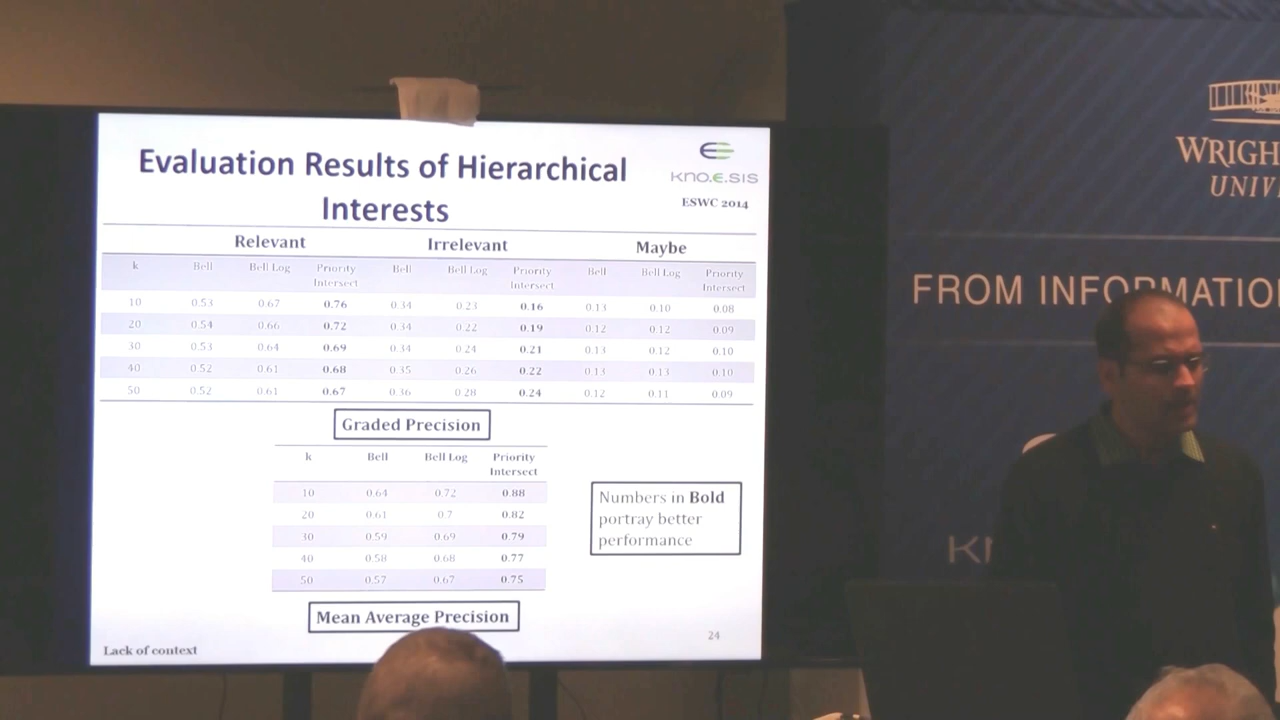 Evaluation Results of Hierarchical
Interests
KNO.E.SIS
ESWC 2014
Relevant Irrelevant Maybe
k Bell Bell Log Priority Intersect Bell Bell Log Priority Intersect Bell Bell Log Priority Intersect
10 0.53 0.67 0.76 0.34 0.23 0.16 0.13 0.10 0.08
20 0.54 0.66 0.72 0.34 0.22 0.19 0.12 0.12 0.09
30 0.53 0.64 0.69 0.34 0.24 0.21 0.13 0.12 0.10
40 0.52 0.61 0.68 0.35 0.26 0.22 0.13 0.13 0.10
50 0.52 0.61 0.67 0.36 0.28 0.24 0.12 0.11 0.09
Graded Precision
k Bell Bell Log Priority Intersect
10 0.64 0.72 0.88
20 0.61 0.7 0.82
30 0.59 0.69 0.79
40 0.58 0.68 0.77
50 0.57 0.67 0.75
Numbers in Bold
portray better
performance
Mean Average Precision
Lack of context
24
WRIGH
UNIV
FROM INFORMATIO